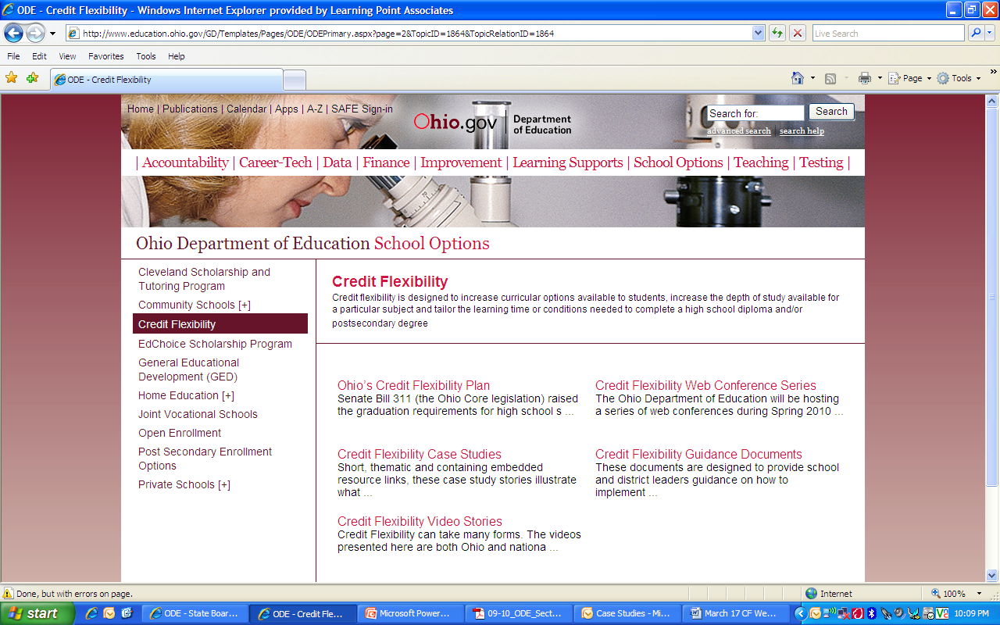 ODE - Credit Flexibility - Windows Internet Explorer provided by Learning Point Associates
http://www.education.ohio.gov/GD/Templates/Pages/ODE/ODEPrimary.aspx?page=2&TopicID=1864&TopicRelationID=1864
Live Search
File Edit View Favorites Tools Help
ODE - Credit Flexibility
Page Tools
Home | Publications | Calendar | Apps | A-Z | SAFE Sign-in
Ohio.gov
Department
of Education
Search for:
Search
advanced search | search help
| Accountability | Career-Tech | Data | Finance | Improvement | Learning Supports | School Options | Teaching | Testing |
Ohio Department of Education School Options
Cleveland Scholarship and
Tutoring Program
Community Schools [+]
Credit Flexibility
EdChoice Scholarship Program
General Educational
Development (GED)
Home Education [+]
Joint Vocational Schools
Open Enrollment
Post Secondary Enrollment
Options
Private Schools [+]
Credit Flexibility
Credit flexibility is designed to increase curricular options available to students, increase the depth of study available for
a particular subject and tailor the learning time or conditions needed to complete a high school diploma and/or
postsecondary degree
Ohio's Credit Flexibility Plan
Senate Bill 311 (the Ohio Core legislation) raised
the graduation requirements for high school s ...
Credit Flexibility Web Conference Series
The Ohio Department of Education will be hosting
a series of web conferences during Spring 2010 ...
Credit Flexibility Case Studies
Short, thematic and containing embedded
resource links, these case study stories illustrate
what ...
Credit Flexibility Guidance Documents
These documents are designed to provide school
and district leaders guidance on how to
implement ...
Credit Flexibility Video Stories
Credit Flexibility can take many forms. The videos
presented here are both Ohio and nationa ...
Done, but with errors on page.
Internet
100%
start
ODE - State Boar...
ODE - Credit Fle...
Microsoft Power...
09-10_ODE_Sect...
Case Studies - Mi...
March 17 CF We...
10:09 PM